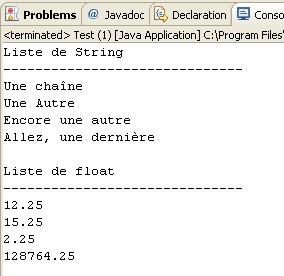 Problems @ Javadoc Declaration Conso
<terminated> Test (1) [Java Application] C:\Program Files\
Liste de String
------------------------------
Une chaîne
Une Autre
Encore une autre
Allez, une dernière
Liste de float
------------------------------
12.25
15.25
2.25
128764.25